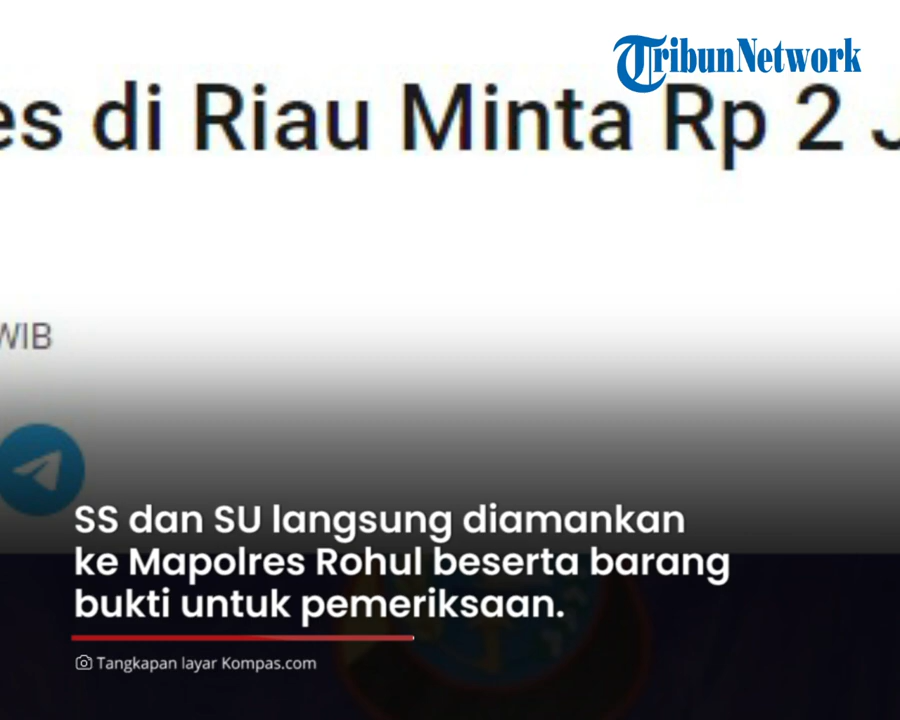 TribunNetwork
es di Riau Minta Rp 2 J
WIB
SS dan SU langsung diamankan
ke Mapolres Rohul beserta barang
bukti untuk pemeriksaan.
Tangkapan layar Kompas.com